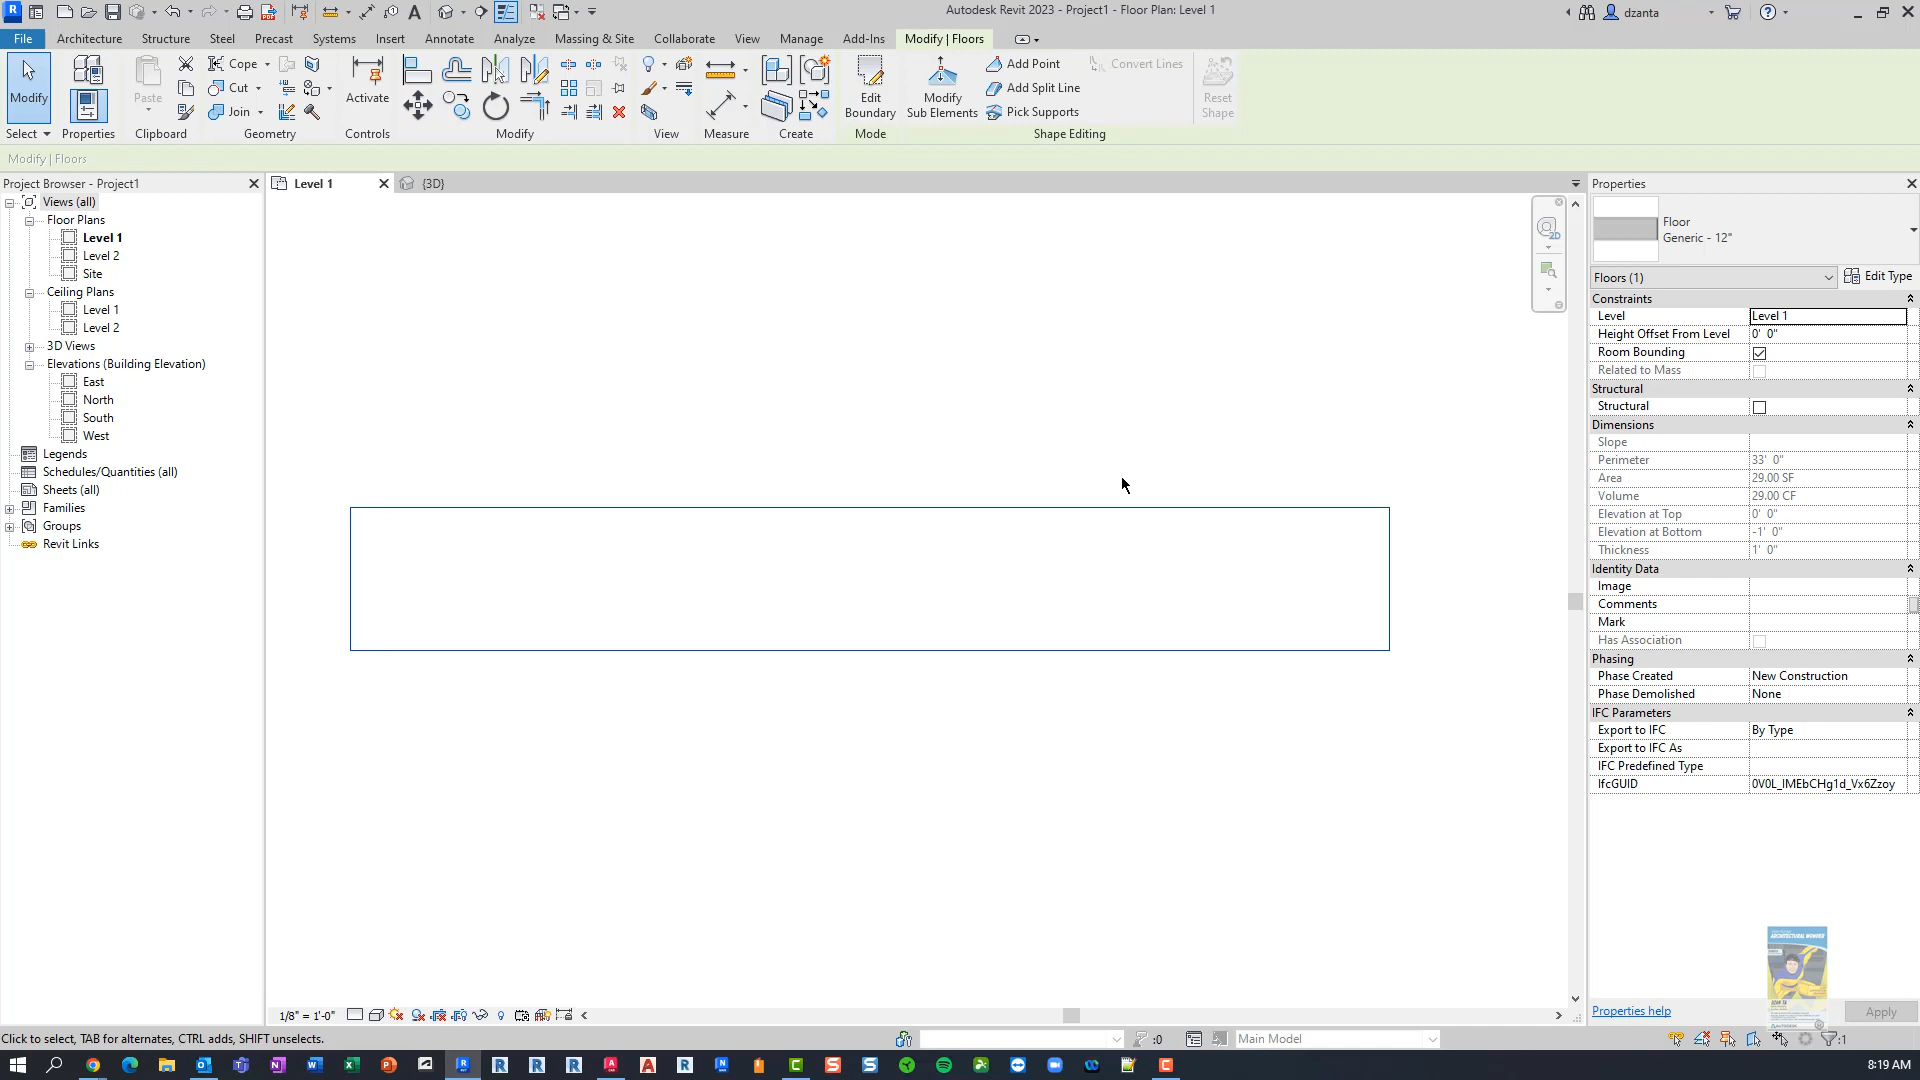 Autodesk Revit 2023 - Project1 - Floor Plan: Level 1
dzanta
File Architecture Structure Steel Precast Systems Insert Annotate Analyze Massing & Site Collaborate View Manage Add-Ins Modify | Floors
Modify
Properties
Paste
Cope
Cut
Join
Activate
Edit Boundary
Modify Sub Elements
Add Point
Add Split Line
Pick Supports
Convert Lines
Reset Shape
Select Properties Clipboard Geometry Controls Modify View Measure Create Mode Shape Editing
Modify | Floors
Project Browser - Project1
Views (all)
Floor Plans
Level 1
Level 2
Site
Ceiling Plans
Level 1
Level 2
3D Views
Elevations (Building Elevation)
East
North
South
West
Legends
Schedules/Quantities (all)
Sheets (all)
Families
Groups
Revit Links
Level 1
{3D}
2D
Properties
Floor
Generic - 12"
Floors (1)
Edit Type
Constraints
Level Level 1
Height Offset From Level 0' 0"
Room Bounding
Related to Mass
Structural
Structural
Dimensions
Slope
Perimeter 33' 0"
Area 29.00 SF
Volume 29.00 CF
Elevation at Top 0' 0"
Elevation at Bottom -1' 0"
Thickness 1' 0"
Identity Data
Image
Comments
Mark
Has Association
Phasing
Phase Created New Construction
Phase Demolished None
IFC Parameters
Export to IFC By Type
Export to IFC As
IFC Predefined Type
IfcGUID 0V0L_IMEbCHg1d_Vx6Zzoy
ARCHITECTURAL WONDER
Properties help
Apply
1/8" = 1'-0"
Click to select, TAB for alternates, CTRL adds, SHIFT unselects.
:0
Main Model
:1
8:19 AM